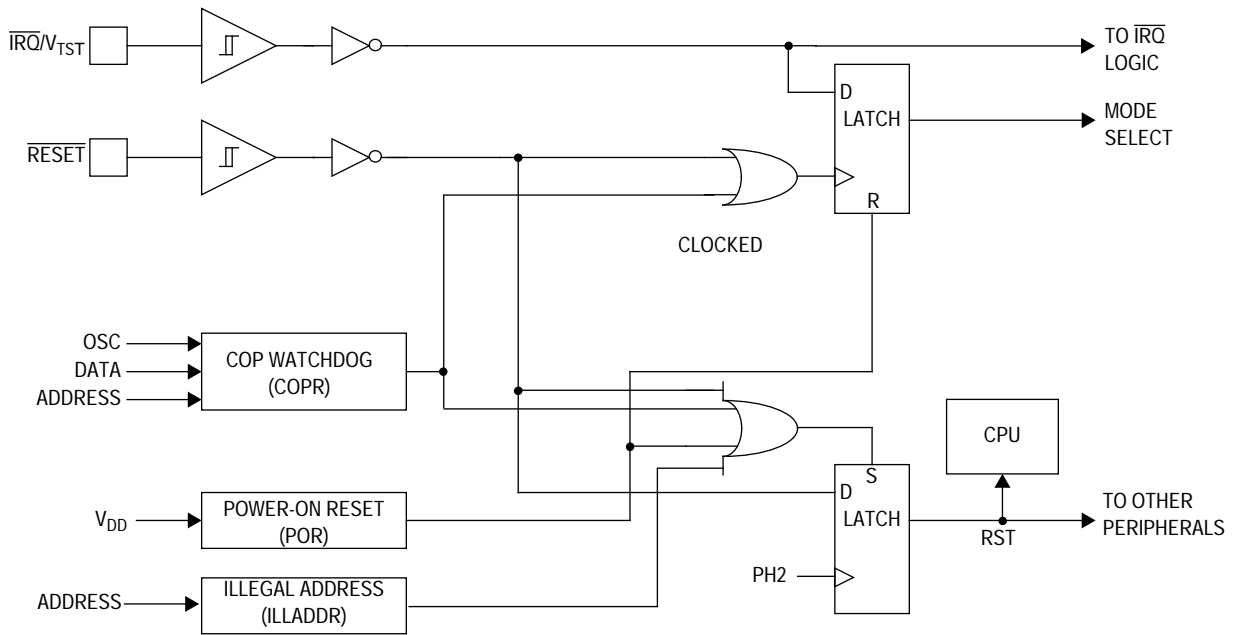 IRQ/VTST
TO IRQ
LOGIC
D
LATCH
MODE
SELECT
RESET
R
CLOCKED
OSC
DATA
ADDRESS
COP WATCHDOG
(COPR)
CPU
S
D
LATCH
VDD
POWER-ON RESET
(POR)
TO OTHER
PERIPHERALS
RST
PH2
ADDRESS
ILLEGAL ADDRESS
(ILLADDR)